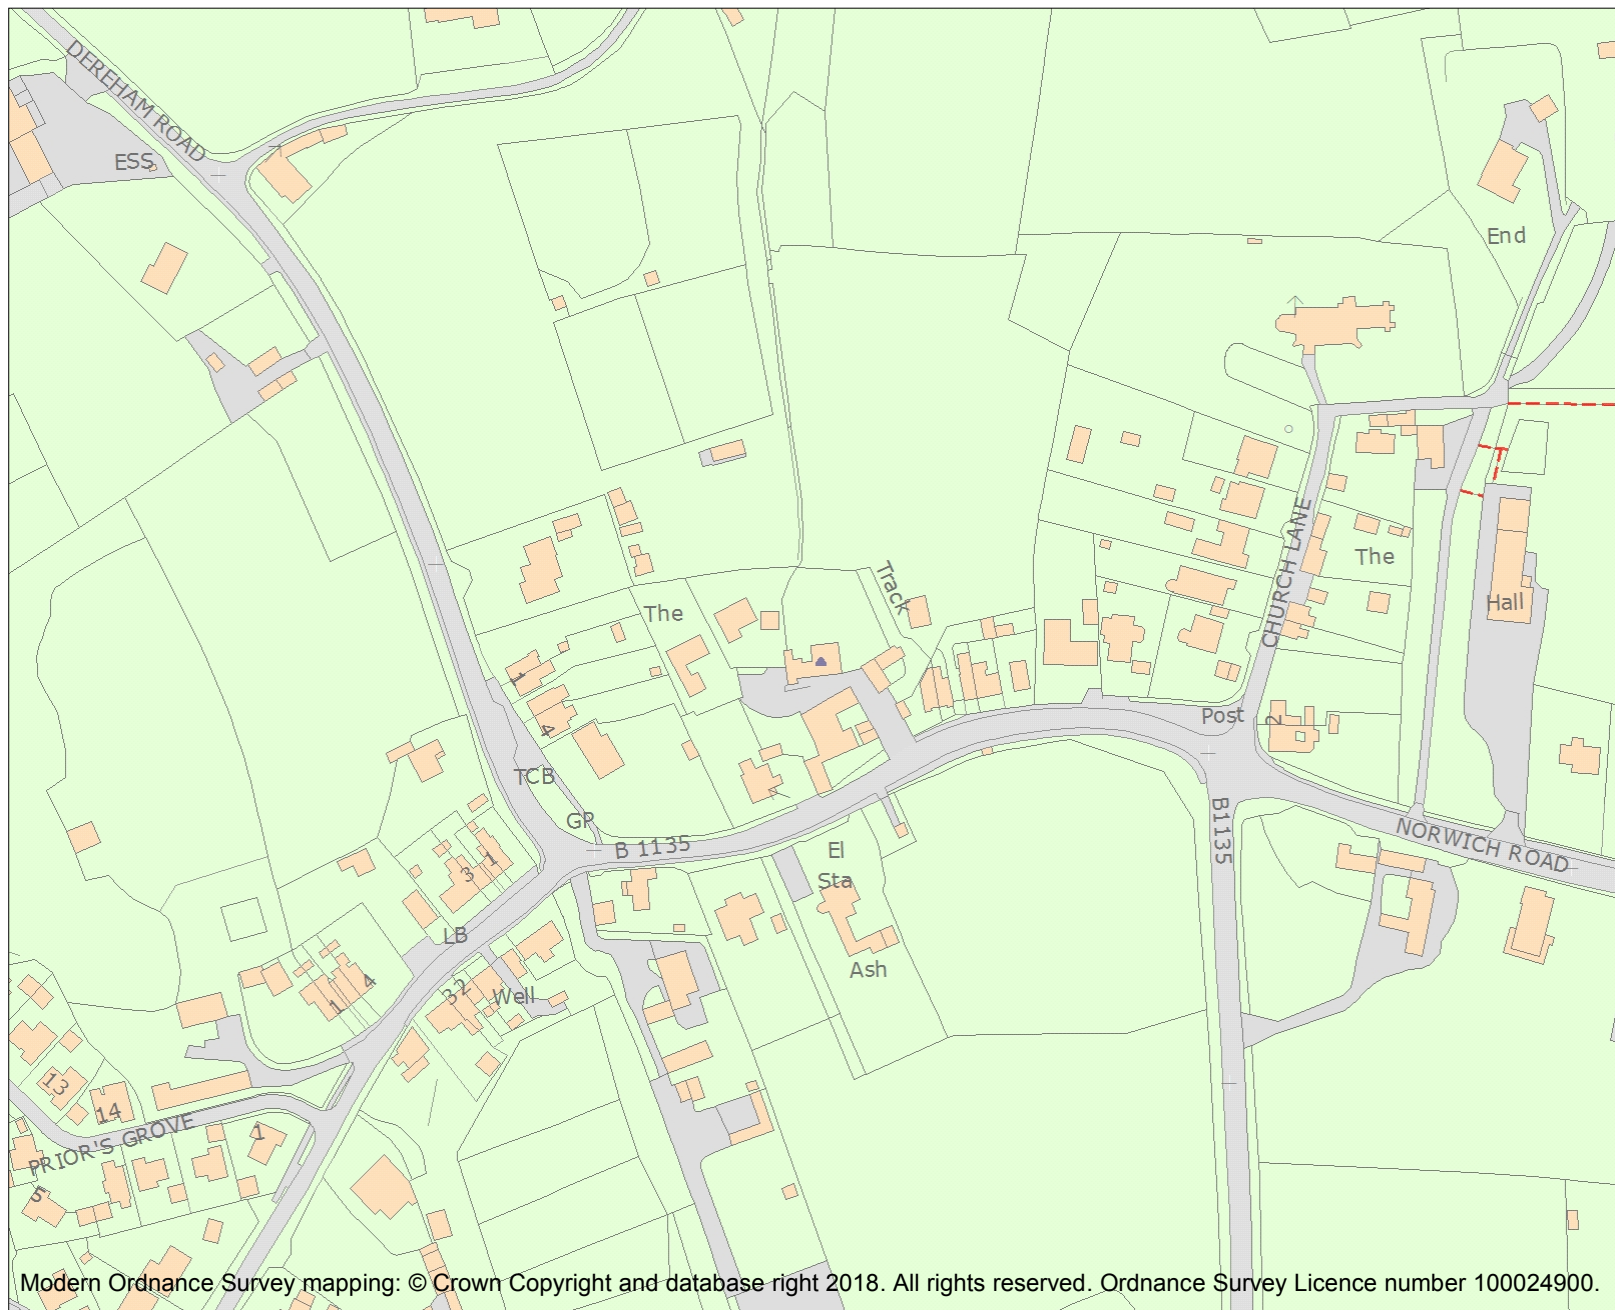 DEREHAM ROAD
ESS
End
The
Track
CHURCH LANE
The
Hall
1
4
Post
2
TCB
GP
B 1135
B1135
NORWICH ROAD
El
Sta
1
3
LB
Ash
4
1
32
Well
13
14
1
PRIOR'S GROVE
5
Modern Ordnance Survey mapping: © Crown Copyright and database right 2018. All rights reserved. Ordnance Survey Licence number 100024900.